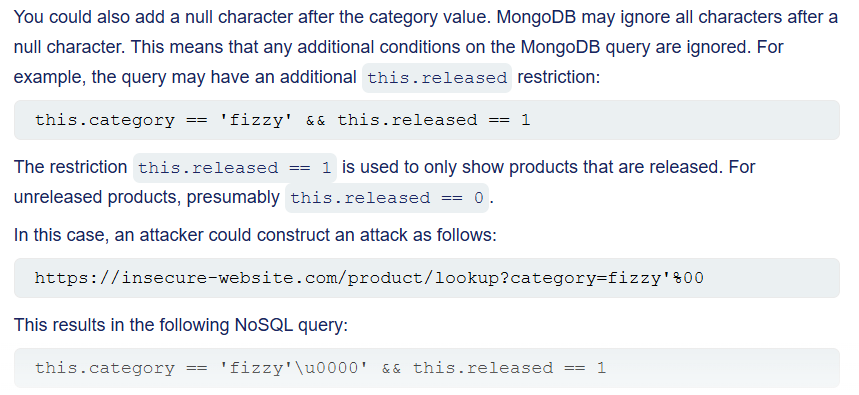 You could also add a null character after the category value. MongoDB may ignore all characters after a
null character. This means that any additional conditions on the MongoDB query are ignored. For
example, the query may have an additional this.released restriction:
this.category == 'fizzy' && this.released == 1
The restriction this.released == 1 is used to only show products that are released. For
unreleased products, presumably this.released == 0.
In this case, an attacker could construct an attack as follows:
https://insecure-website.com/product/lookup?category=fizzy'%00
This results in the following NoSQL query:
this.category == 'fizzy'\u0000' && this.released == 1